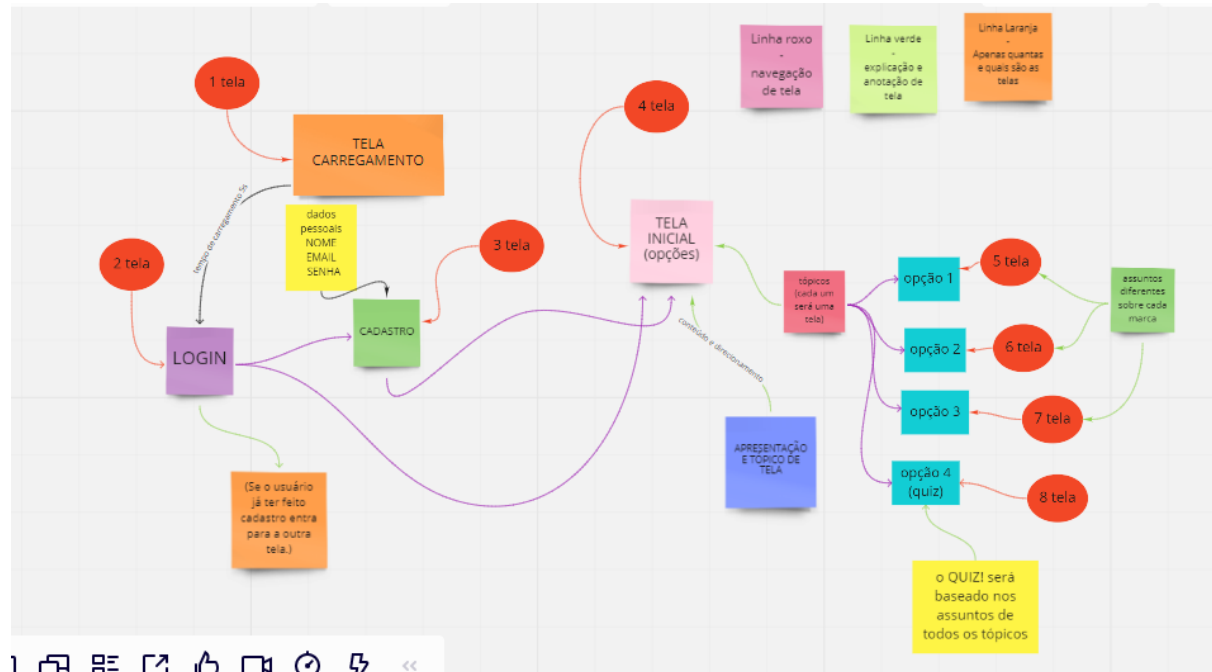 1 tela
TELA
CARREGAMENTO
tempo de carregamento 5s
dados
pessoais
NOME
EMAIL
SENHA
2 tela
3 tela
CADASTRO
LOGIN
(Se o usuário
já ter feito
cadastro entra
para a outra
tela.)
4 tela
TELA
INICIAL
(opções)
conteúdo e direcionamento
APRESENTAÇÃO
E TÓPICO DE
TELA
Linha roxo
-
navegação
de tela
Linha verde
-
explicação e
anotação de
tela
Linha Laranja
-
Apenas quantas
e quais são as
telas
tópicos
(cada um
será uma
tela)
opção 1
5 tela
opção 2
6 tela
opção 3
7 tela
opção 4
(quiz)
8 tela
assuntos
diferentes
sobre cada
marca
o QUIZ! será
baseado nos
assuntos de
todos os tópicos